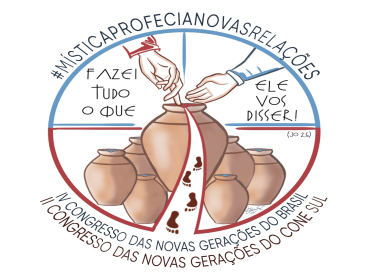 #MÍSTICAPROFECIANOVASRELAÇÕES
FAZEI
TUDO
O QUE
ELE
VOS
DISSER!
(JO 2,5)
IV CONGRESSO DAS NOVAS GERAÇÕES DO BRASIL
II CONGRESSO DAS NOVAS GERAÇÕES DO CONE SUL